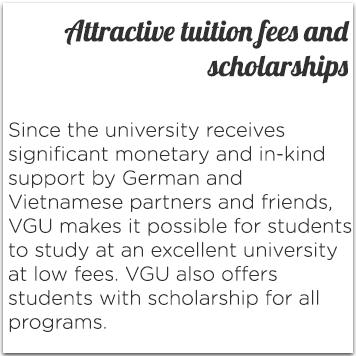 Attractive tuition fees and
scholarships
Since the university receives
significant monetary and in-kind
support by German and
Vietnamese partners and friends,
VGU makes it possible for students
to study at an excellent university
at low fees. VGU also offers
students with scholarship for all
programs.